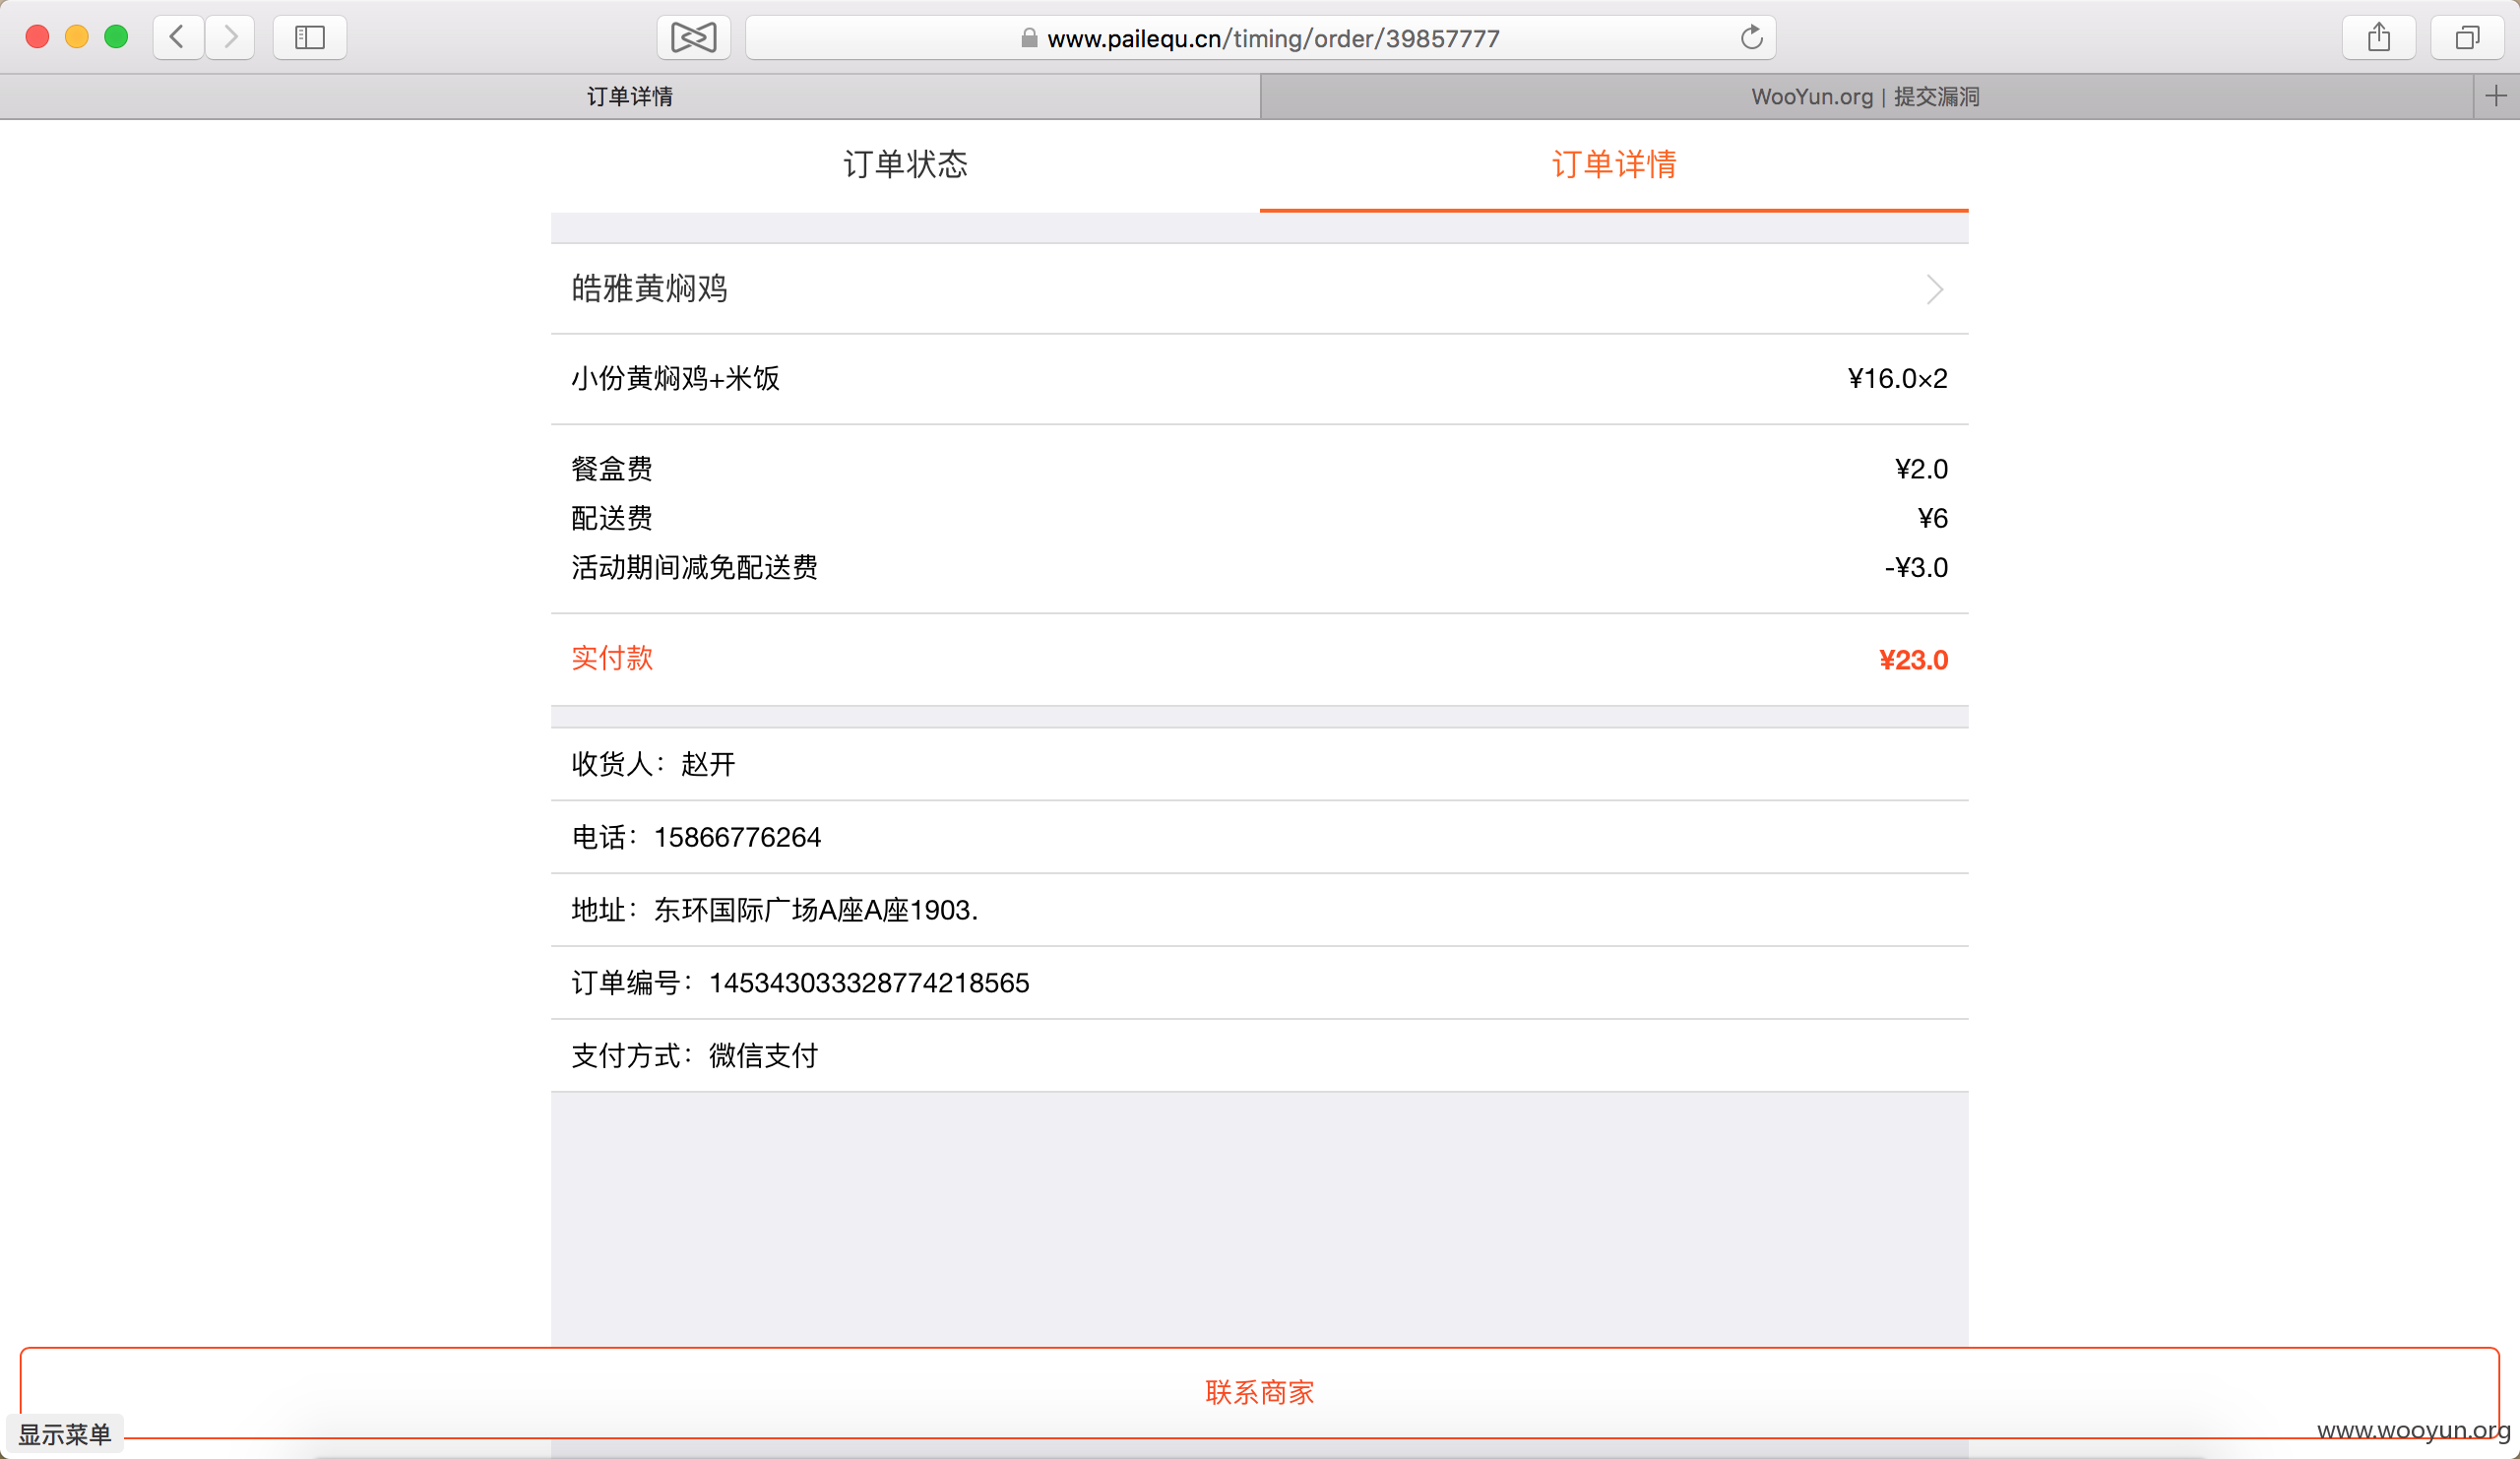 www.pailequ.cn/timing/order/39857777
订单详情
WooYun.org | 提交漏洞
订单状态
订单详情
皓雅黄焖鸡
小份黄焖鸡+米饭 ¥16.0×2
餐盒费 ¥2.0
配送费 ¥6
活动期间减免配送费 -¥3.0
实付款 ¥23.0
收货人：赵开
电话：15866776264
地址：东环国际广场A座A座1903.
订单编号：145343033328774218565
支付方式：微信支付
联系商家
显示菜单
www.wooyun.org